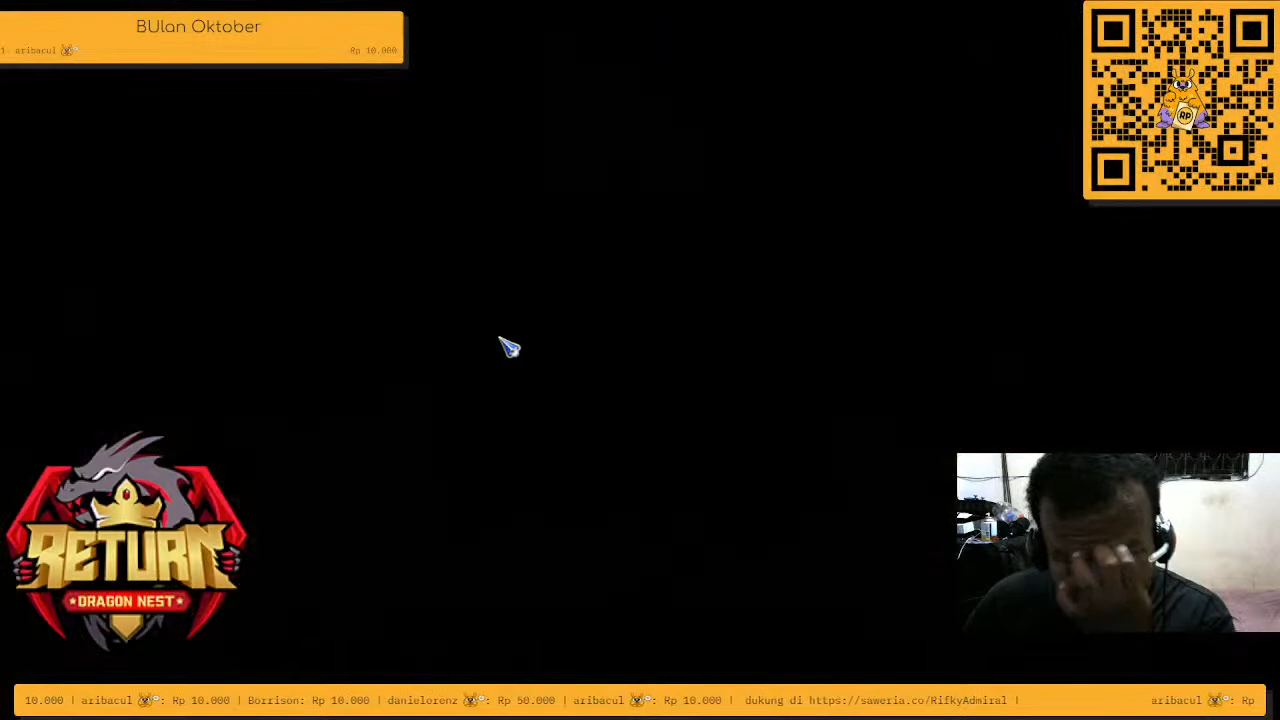 BUlan Oktober
1. aribacul
Rp 10.000
RP
RETURN
DRAGON NEST
10.000 | aribacul : Rp 10.000 | Borrison: Rp 10.000 | danielorenz : Rp 50.000 | aribacul : Rp 10.000 | dukung di https://saweria.co/RifkyAdmiral | aribacul : Rp